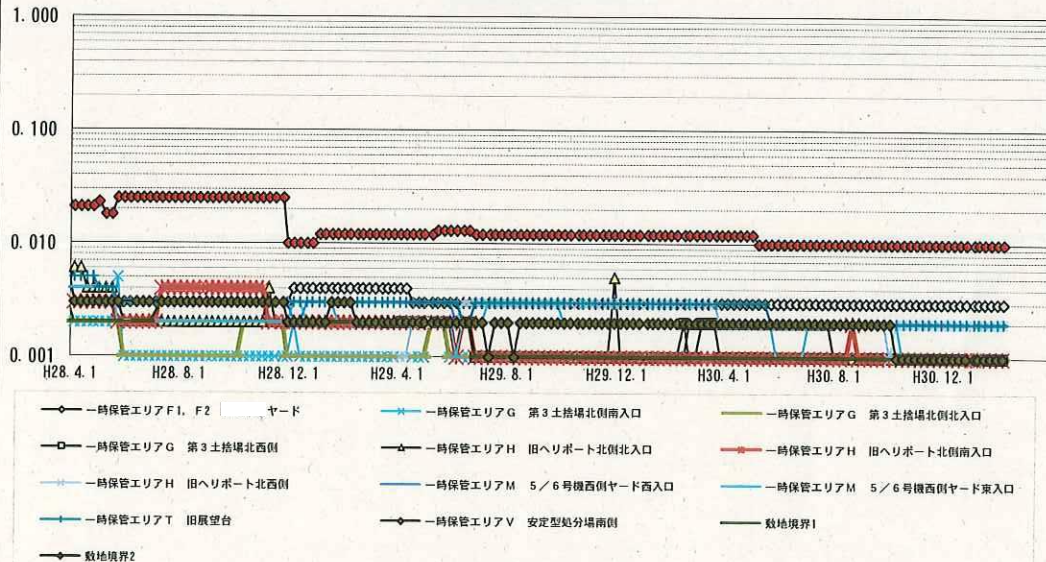 1.000
0.100
0.010
0.001
H28.4.1 H28.8.1 H28.12.1 H29.4.1 H29.8.1 H29.12.1 H30.4.1 H30.8.1 H30.12.1
一時保管エリアF1, F2 ヤード
一時保管エリアG 第3土捨場北側南入口
一時保管エリアG 第3土捨場北側北入口
一時保管エリアG 第3土捨場北西側
一時保管エリアH 旧ヘリポート北側北入口
一時保管エリアH 旧ヘリポート北側南入口
一時保管エリアH 旧ヘリポート北西側
一時保管エリアM 5/6号機西側ヤード西入口
一時保管エリアM 5/6号機西側ヤード東入口
一時保管エリアT 旧展望台
一時保管エリアV 安定型処分場南側
敷地境界1
敷地境界2